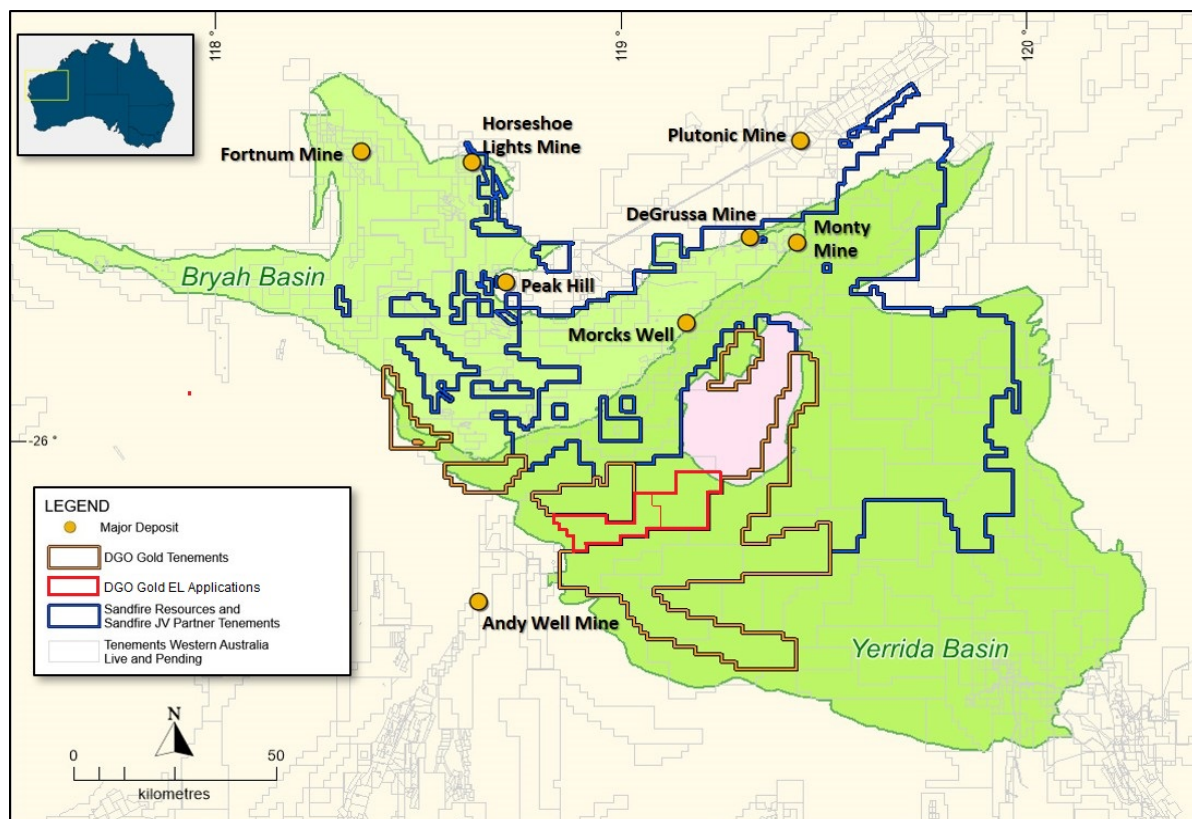 118
119
120
Horseshoe
Lights Mine
Fortnum Mine
Plutonic Mine
DeGrussa Mine
Monty
Mine
Bryah Basin
Peak Hill
Morcks Well
-26 °
LEGEND
Major Deposit
DGO Gold Tenements
DGO Gold EL Applications
Sandfire Resources and
Sandfire JV Partner Tenements
Tenements Western Australia
Live and Pending
Andy Well Mine
Yerrida Basin
N
0 50
kilometres